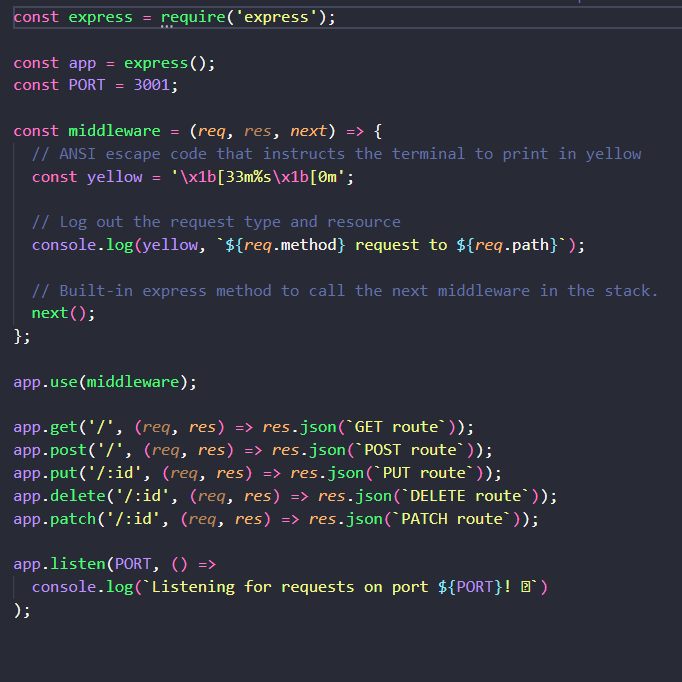 const express = require('express');
const app = express();
const PORT = 3001;
const middleware = (req, res, next) => {
// ANSI escape code that instructs the terminal to print in yellow
const yellow = '\x1b[33m%s\x1b[0m';
// Log out the request type and resource
console.log(yellow, `${req.method} request to ${req.path}`);
// Built-in express method to call the next middleware in the stack.
next();
};
app.use(middleware);
app.get('/', (req, res) => res.json(`GET route`));
app.post('/', (req, res) => res.json(`POST route`));
app.put('/:id', (req, res) => res.json(`PUT route`));
app.delete('/:id', (req, res) => res.json(`DELETE route`));
app.patch('/:id', (req, res) => res.json(`PATCH route`));
app.listen(PORT, () =>
console.log(`Listening for requests on port ${PORT}! `)
);